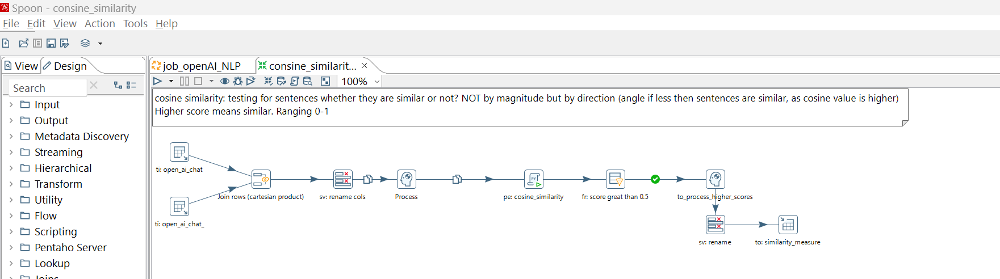 Spoon - consine_similarity
File Edit View Action Tools Help
View Design
job_openAI_NLP
consine_similarit...
100%
Search
Input
Output
Metadata Discovery
Streaming
Hierarchical
Transform
Utility
Flow
Scripting
Pentaho Server
Lookup
Joins
cosine similarity: testing for sentences whether they are similar or not? NOT by magnitude but by direction (angle if less then sentences are similar, as cosine value is higher)
Higher score means similar. Ranging 0-1
ti: open_ai_chat
ti: open_ai_chat_
Join rows (cartesian product)
sv: rename cols
Process
pe: cosine_similarity
PY
fr: score great than 0.5
to_process_higher_scores
sv: rename
to: similarity_measure